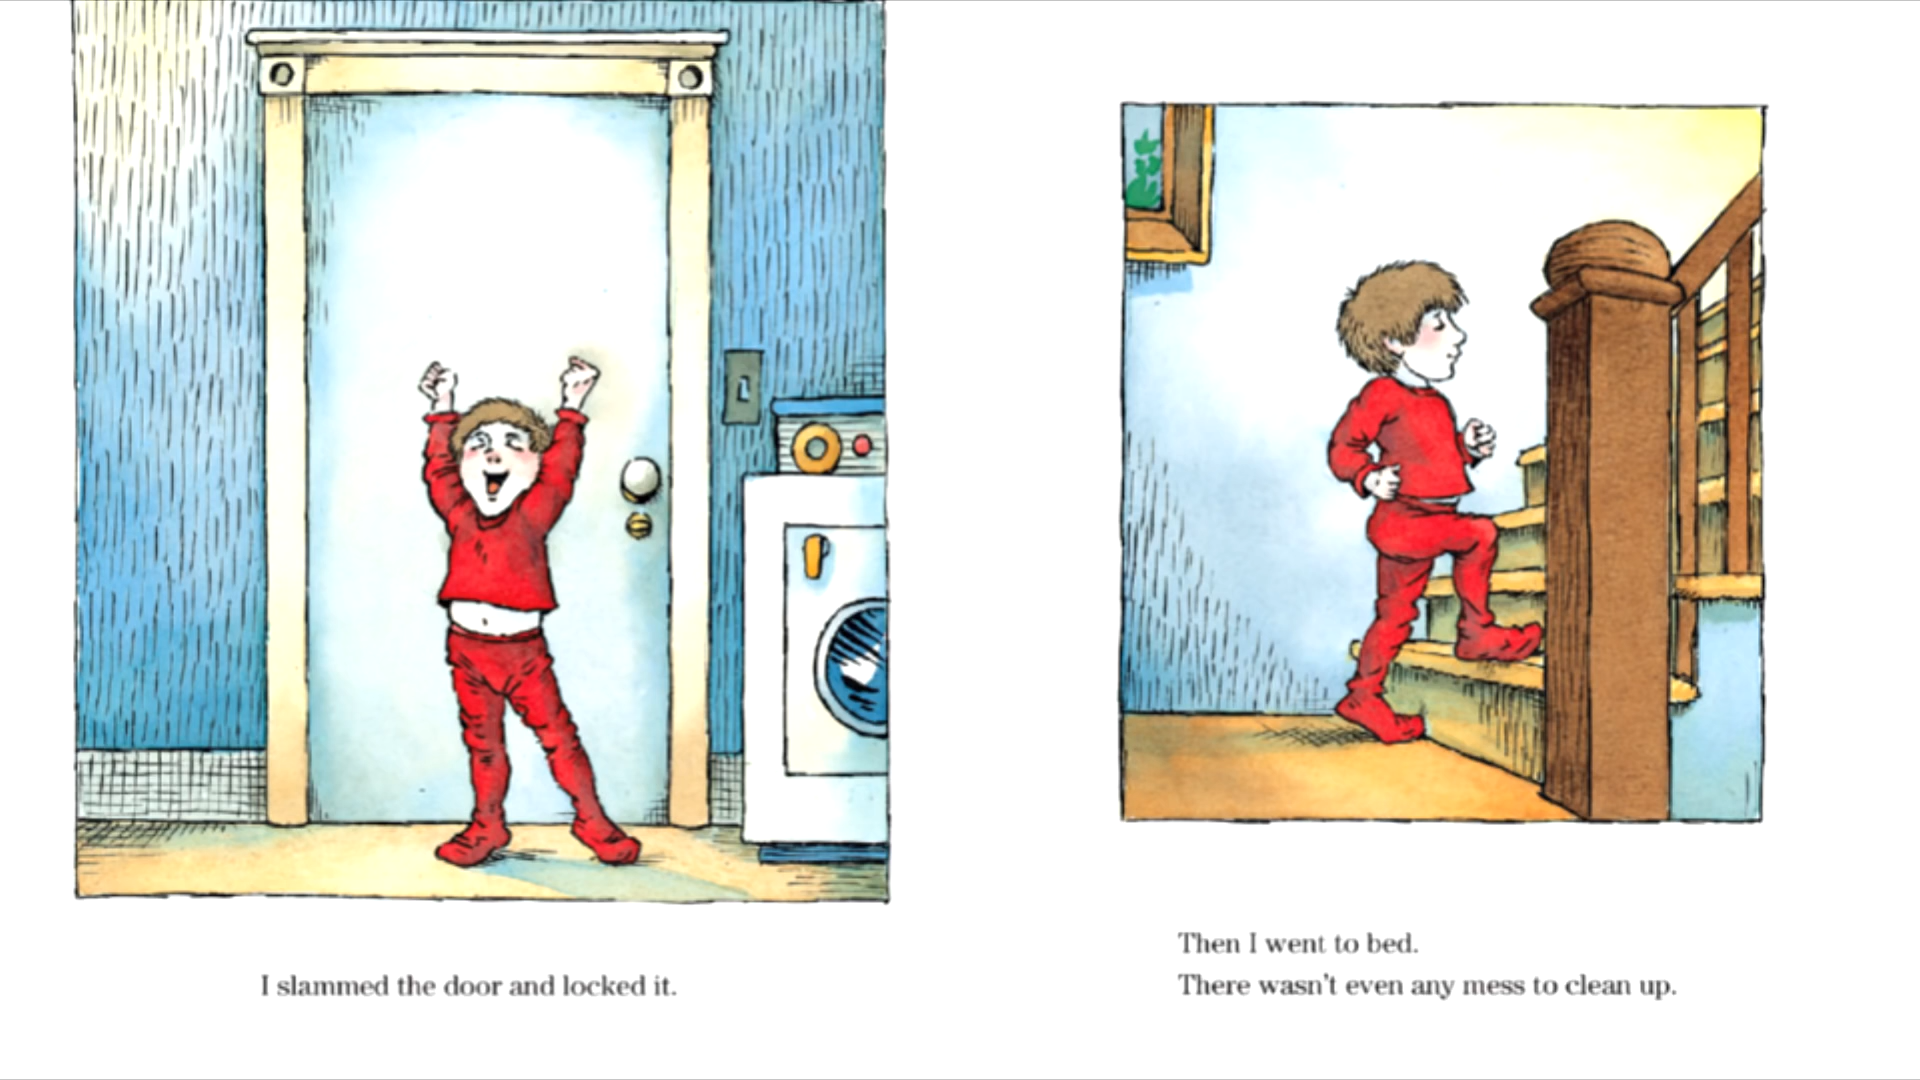 I slammed the door and locked it.
Then I went to bed.
There wasn't even any mess to clean up.